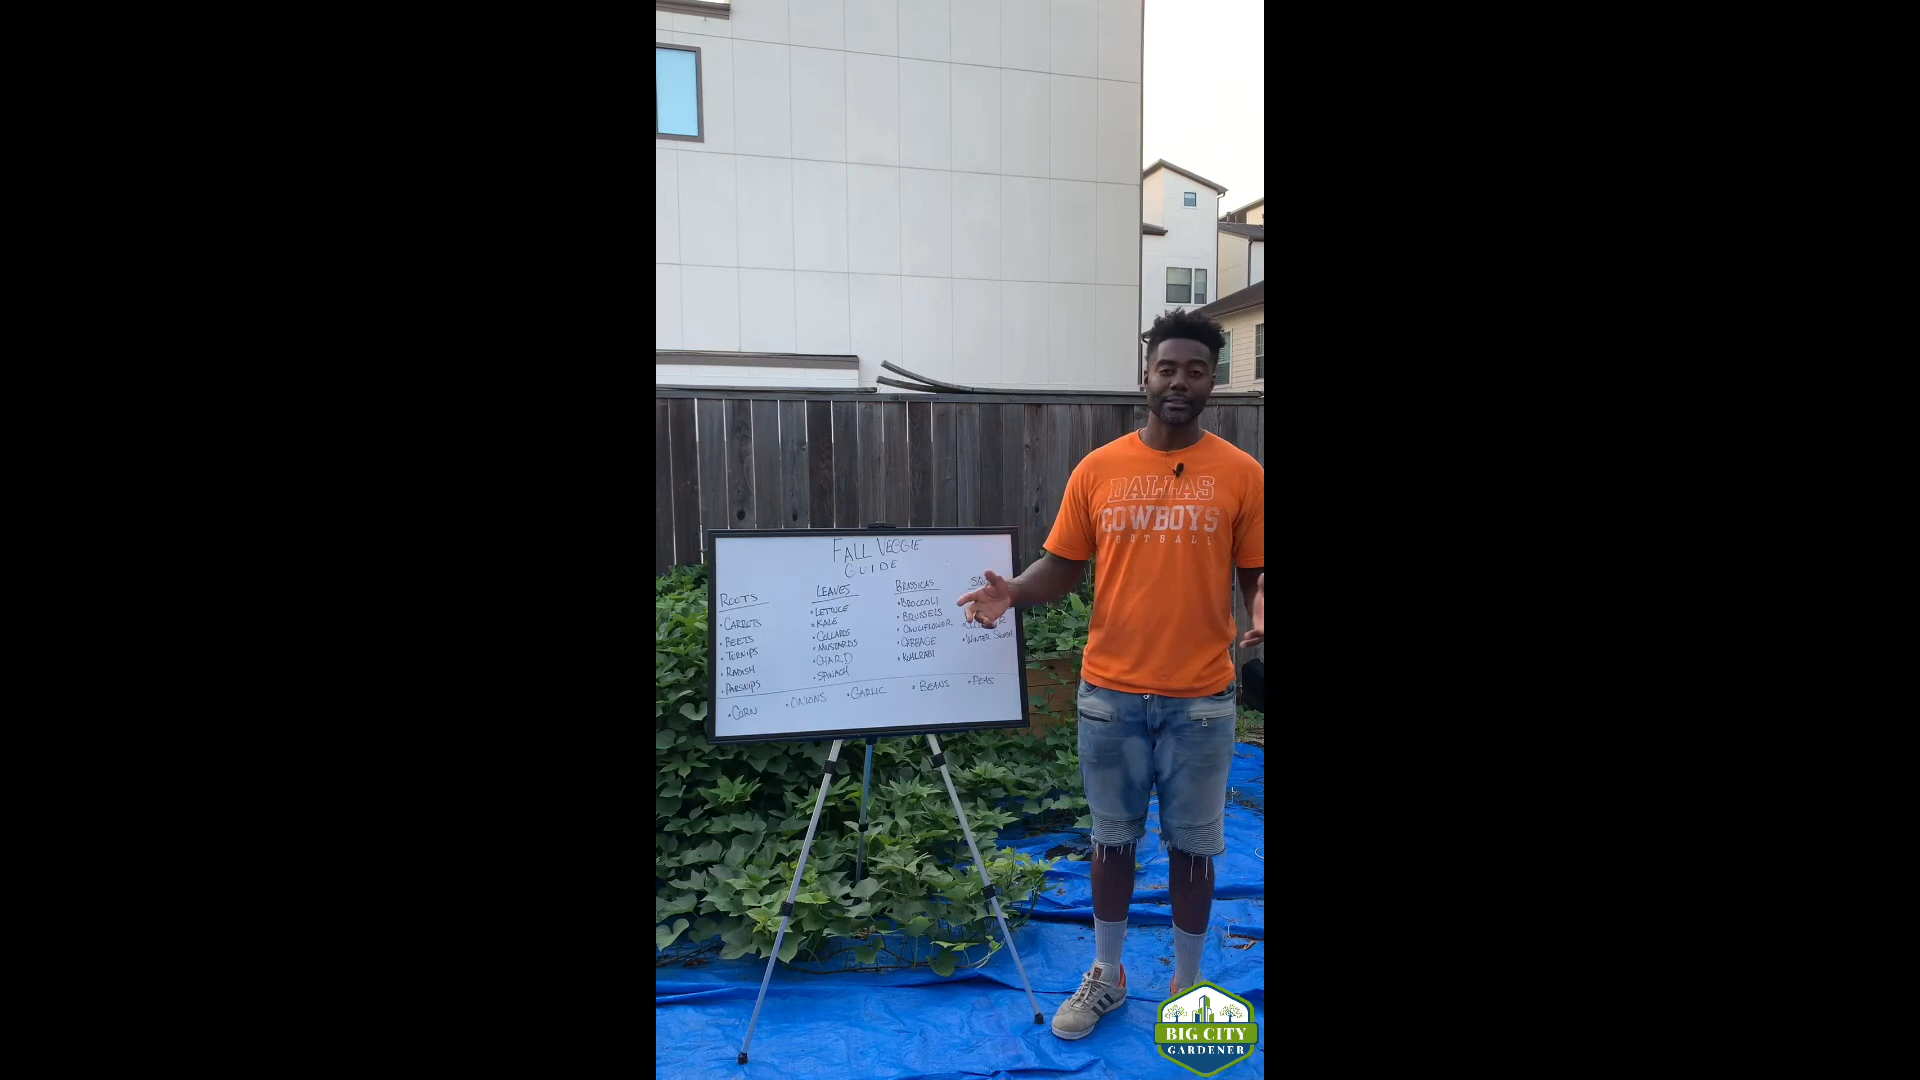 FALL VEGGIE
GUIDE
ROOTS
• CARROTS
• BEETS
• TURNIPS
• RADISH
• PARSNIPS
LEAVES
• LETTUCE
• KALE
• COLLARDS
• MUSTARDS
• CHARD
• SPINACH
BRASSICAS
• BROCCOLI
• BRUSSELS
• CAULIFLOWER
• CABBAGE
• KOHLRABI
• WINTER SQUASH
• CORN • ONIONS • GARLIC • BEANS • PEAS
DALLAS
COWBOYS
FOOTBALL
BIG CITY
GARDENER